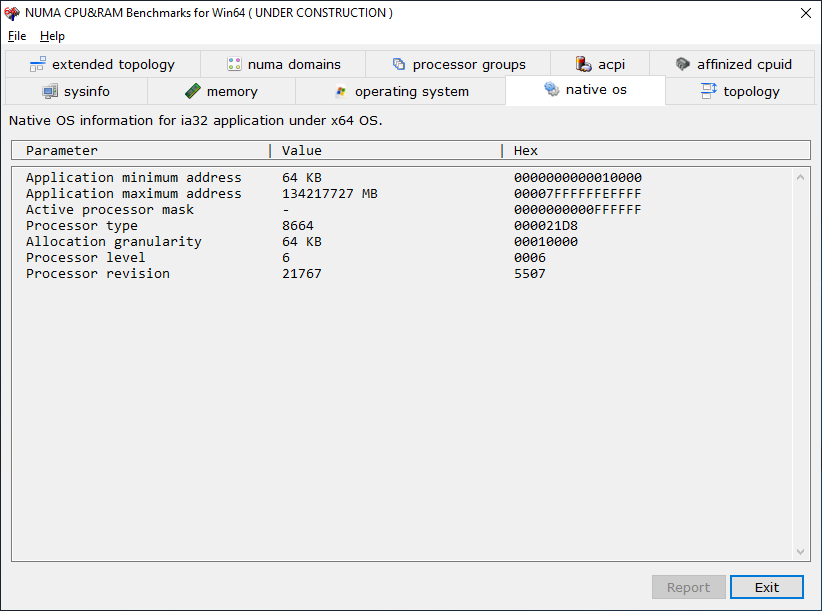 NUMA CPU&RAM Benchmarks for Win64 ( UNDER CONSTRUCTION )
File Help
extended topology numa domains processor groups acpi affinized cpuid
sysinfo memory operating system native os topology
Native OS information for ia32 application under x64 OS.
Parameter | Value | Hex
Application minimum address 64 KB 0000000000010000
Application maximum address 134217727 MB 00007FFFFFFEFFFF
Active processor mask - 0000000000FFFFFF
Processor type 8664 000021D8
Allocation granularity 64 KB 00010000
Processor level 6 0006
Processor revision 21767 5507
Report Exit